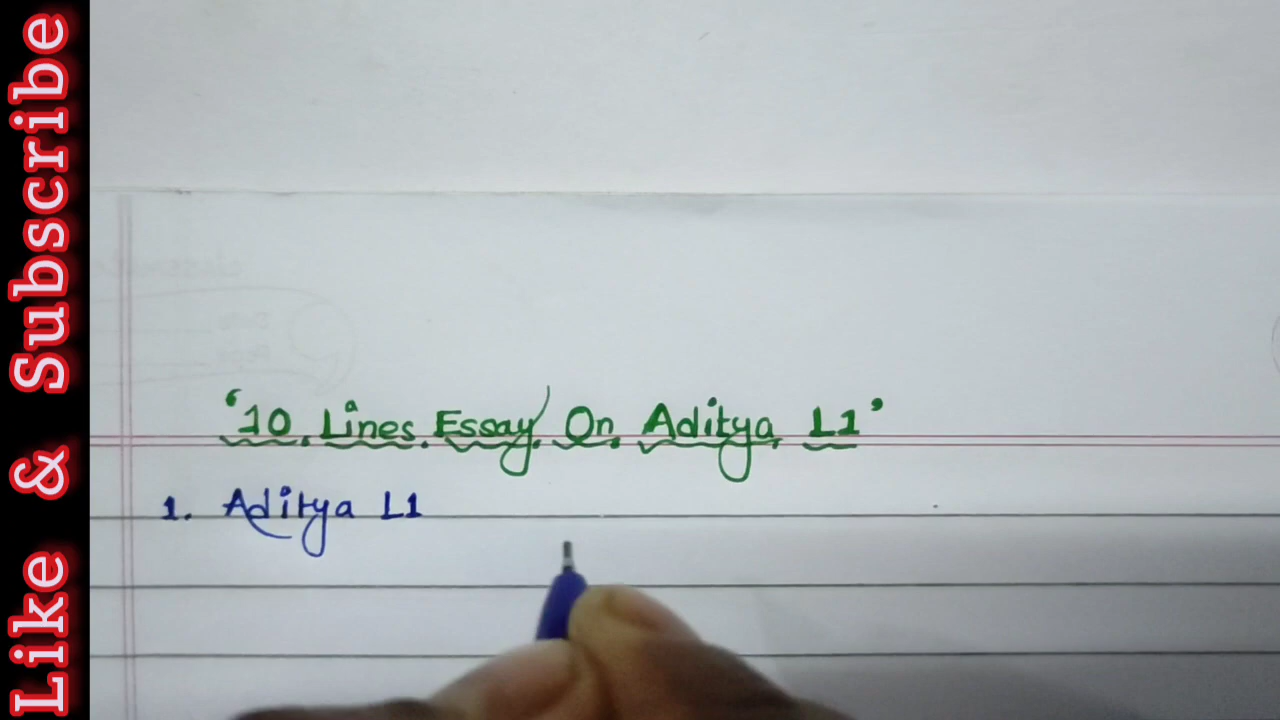 Like & Subscribe
‘10 Lines Essay On Aditya L1’
1. Aditya L1